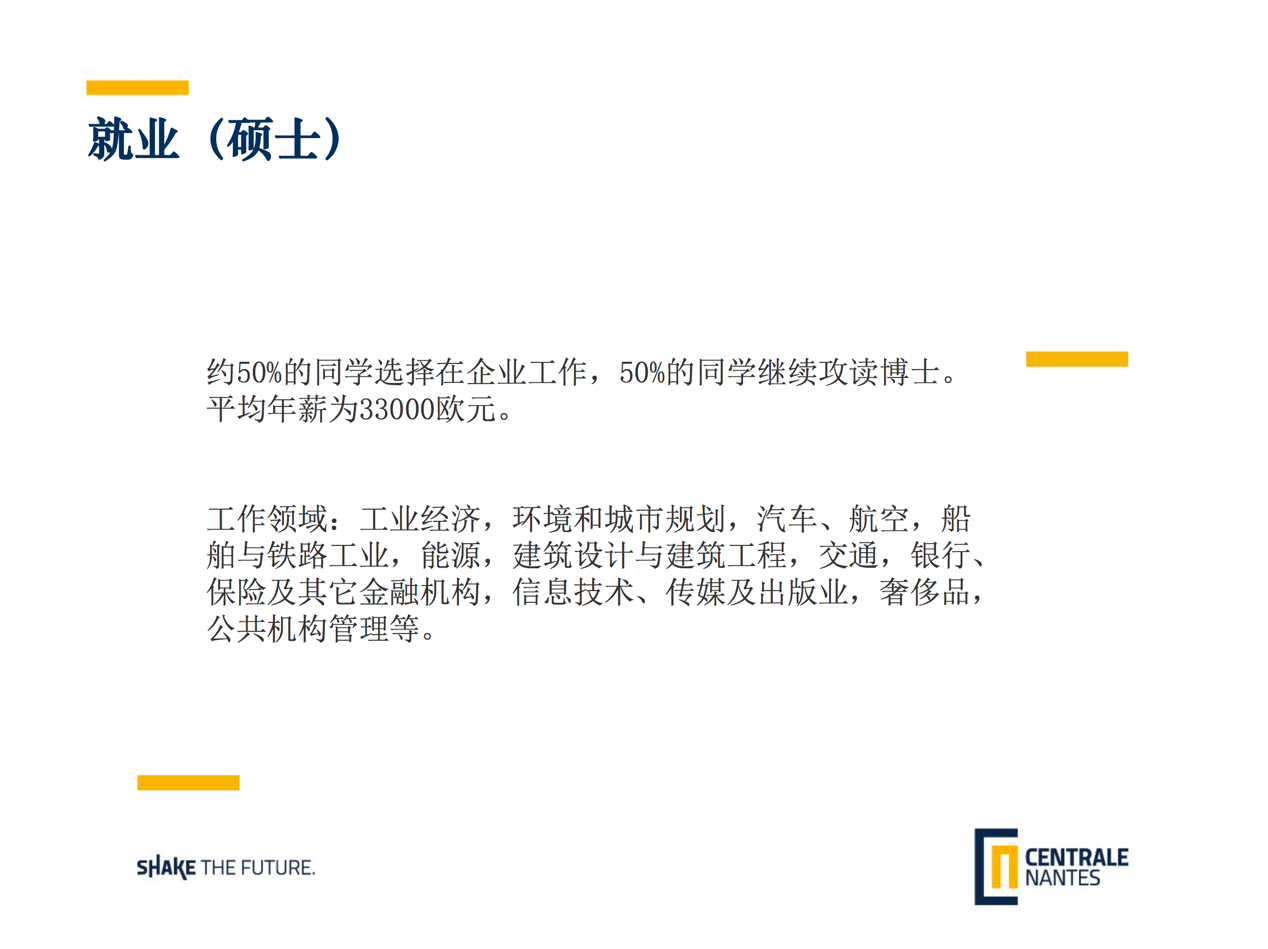 就业（硕士）
约50%的同学选择在企业工作，50%的同学继续攻读博士。
平均年薪为33000欧元。
工作领域：工业经济，环境和城市规划，汽车、航空，船
舶与铁路工业，能源，建筑设计与建筑工程，交通，银行、
保险及其它金融机构，信息技术、传媒及出版业，奢侈品，
公共机构管理等。
SHAKE THE FUTURE.
CENTRALE
NANTES